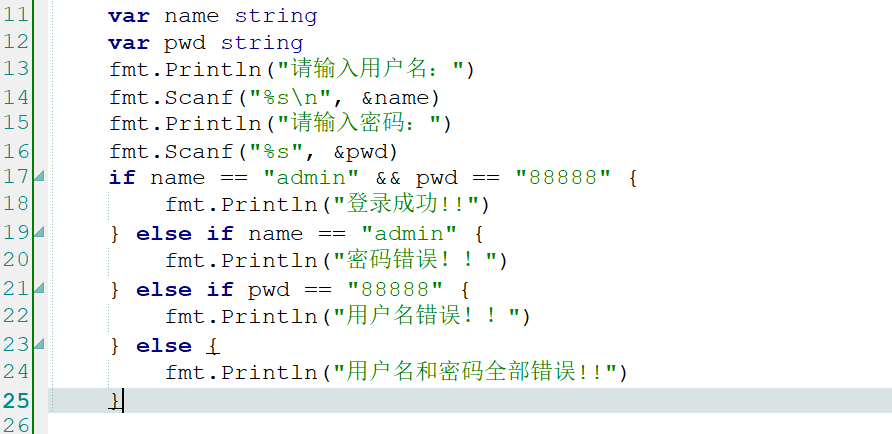 11 var name string
12 var pwd string
13 fmt.Println("请输入用户名：")
14 fmt.Scanf("%s\n", &name)
15 fmt.Println("请输入密码：")
16 fmt.Scanf("%s", &pwd)
17 if name == "admin" && pwd == "88888" {
18 fmt.Println("登录成功!!")
19 } else if name == "admin" {
20 fmt.Println("密码错误！！")
21 } else if pwd == "88888" {
22 fmt.Println("用户名错误！！")
23 } else {
24 fmt.Println("用户名和密码全部错误!!")
25 }
26